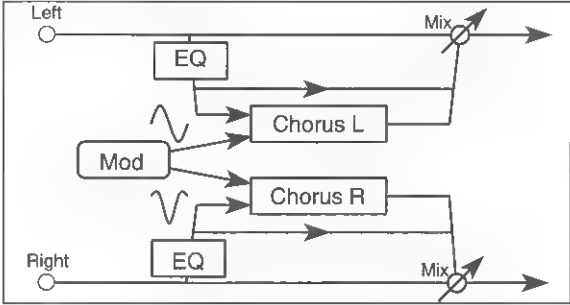 Left
Mix
EQ
Chorus L
Mod
Chorus R
EQ
Right
Mix